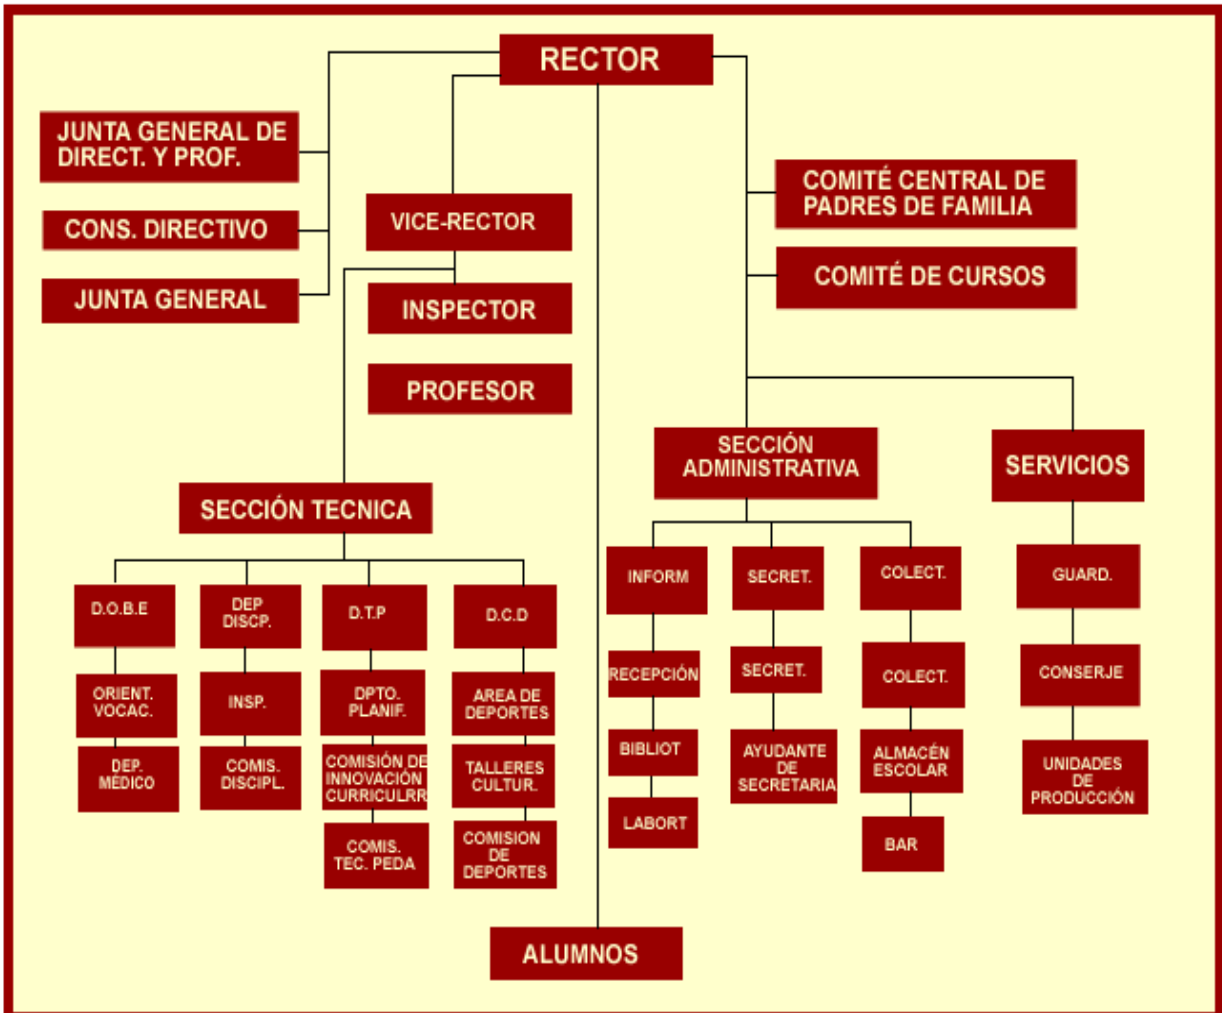 RECTOR
JUNTA GENERAL DE
DIRECT. Y PROF.
CONS. DIRECTIVO
JUNTA GENERAL
VICE-RECTOR
INSPECTOR
PROFESOR
COMITÉ CENTRAL DE
PADRES DE FAMILIA
COMITÉ DE CURSOS
SECCIÓN TECNICA
SECCIÓN
ADMINISTRATIVA
SERVICIOS
D.O.B.E
ORIENT.
VOCAC.
DEP.
MÉDICO
DEP
DISCP.
INSP.
COMIS.
DISCIPL.
D.T.P
DPTO.
PLANIF.
COMISIÓN DE
INNOVACIÓN
CURRICULRR
COMIS.
TEC. PEDA
D.C.D
AREA DE
DEPORTES
TALLERES
CULTUR.
COMISION
DE
DEPORTES
INFORM
RECEPCIÓN
BIBLIOT
LABORT
SECRET.
SECRET.
AYUDANTE
DE
SECRETARIA
COLECT.
COLECT.
ALMACÉN
ESCOLAR
BAR
GUARD.
CONSERJE
UNIDADES
DE
PRODUCCIÓN
ALUMNOS